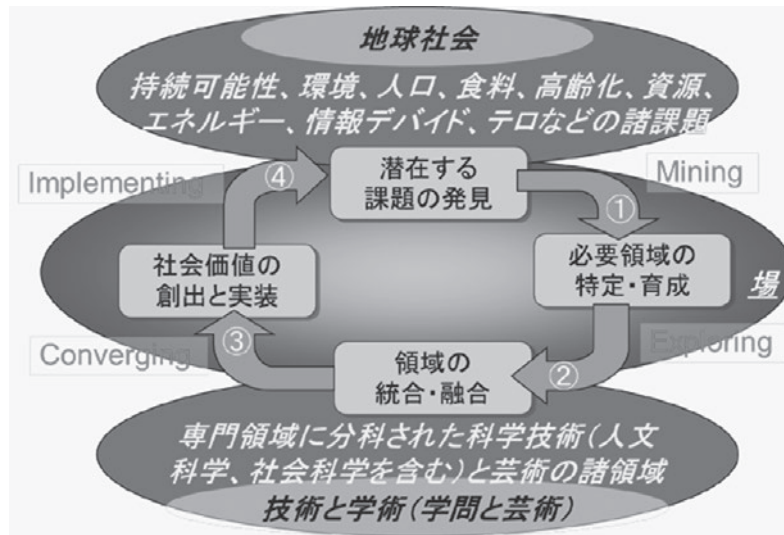 地球社会
持続可能性、環境、人口、食料、高齢化、資源、
エネルギー、情報デバイド、テロなどの諸課題
Implementing
④
潜在する
課題の発見
Mining
①
社会価値の
創出と実装
必要領域の
特定・育成
場
Converging
③
領域の
統合・融合
②
Exploring
専門領域に分科された科学技術(人文
科学、社会科学を含む)と芸術の諸領域
技術と学術(学問と芸術)